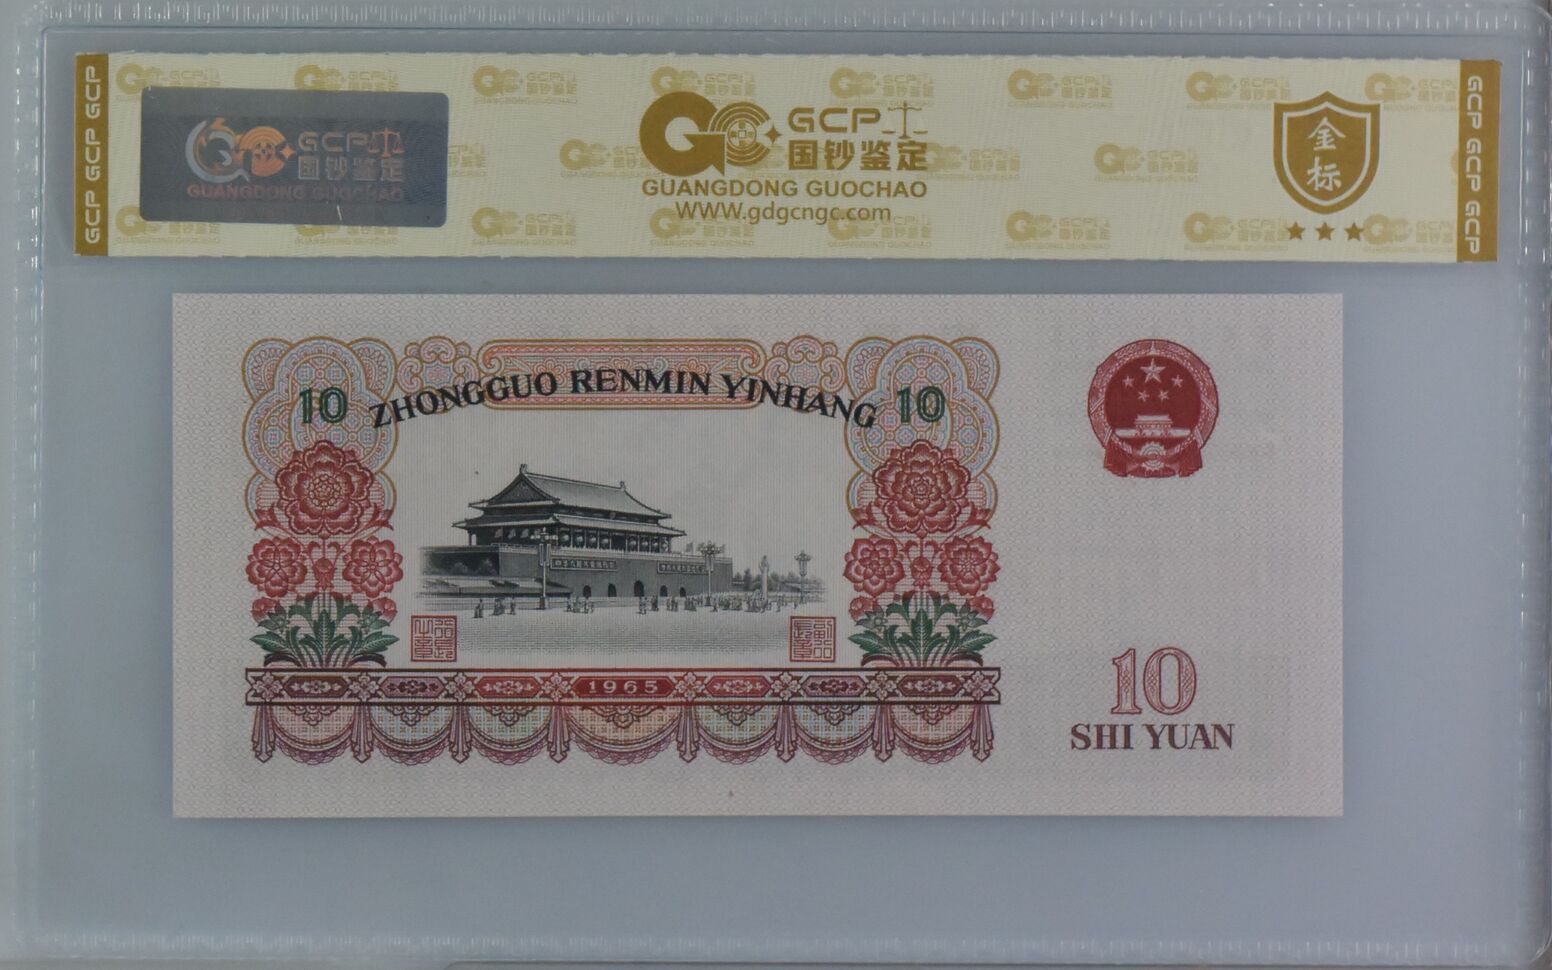 GCP GCP GCP
GCP
国钞鉴定
GUANGDONG GUOCHAO
GCP
国钞鉴定
GUANGDONG GUOCHAO
WWW.gdgcngc.com
金标
GCP GCP GCP
10 ZHONGGUO RENMIN YINHANG 10
1965
10
SHI YUAN